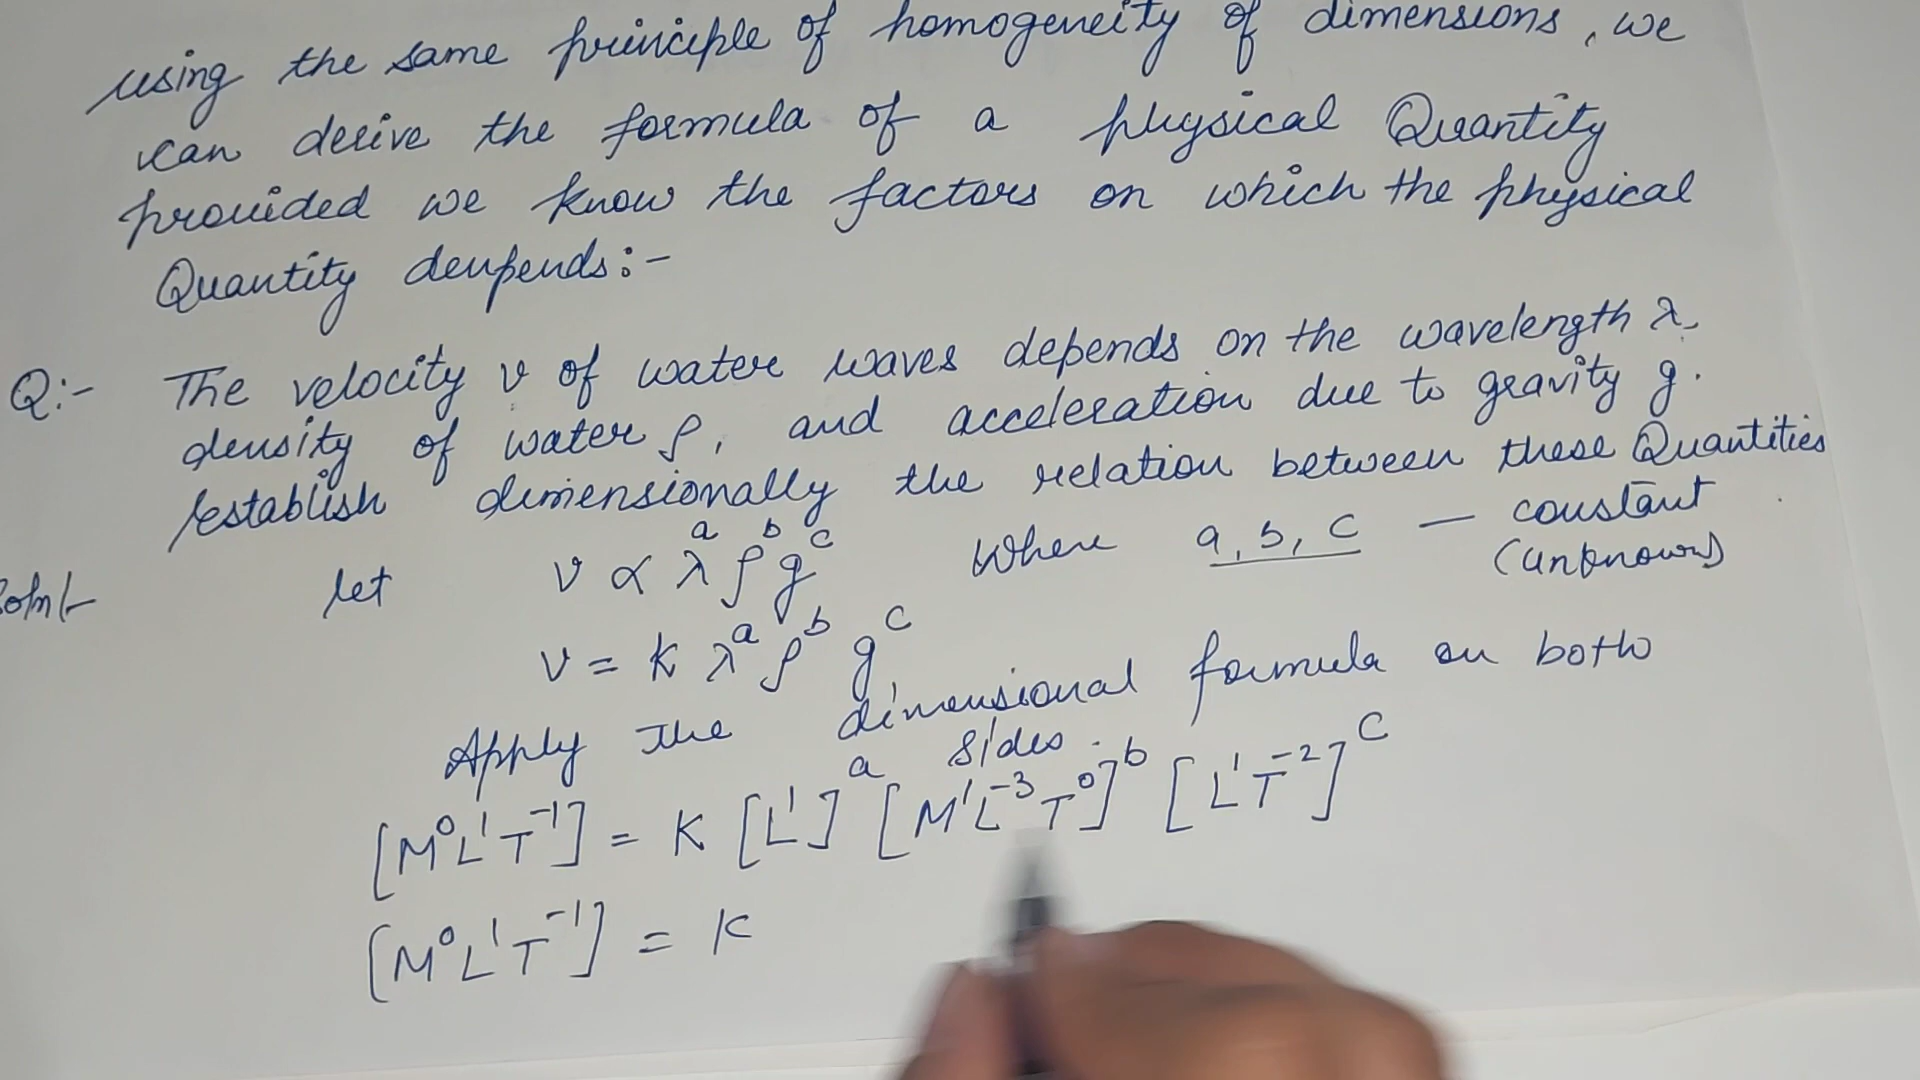 using the same principle of homogeneity of dimensions, we
can derive the formula of a physical Quantity
provided we know the factors on which the physical
Quantity denpends:-
Q:- The velocity v of water waves depends on the wavelength λ,
density of water ρ, and acceleration due to gravity g.
establish dimensionally the relation between these Quantities
Soln:- let v ∝ λ^a ρ^b g^c where a, b, c — constant
(unknown)
v = K λ^a ρ^b g^c
Apply the dimensional formula on both
sides.
[M⁰L¹T⁻¹] = K [L¹]^a [M¹L⁻³T⁰]^b [L¹T⁻²]^c
[M⁰L¹T⁻¹] = K